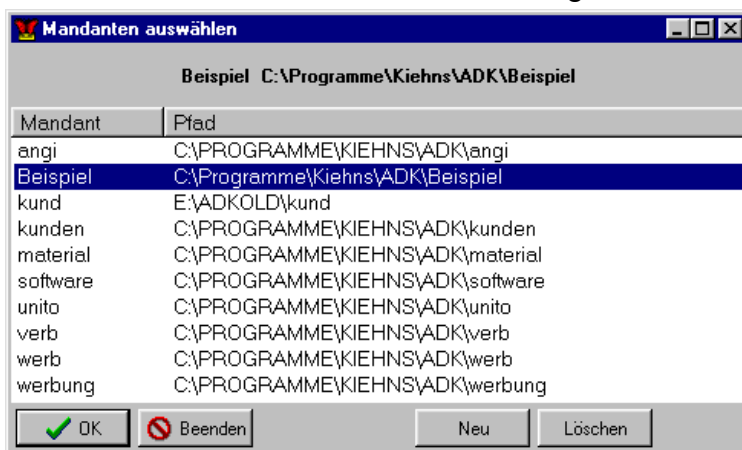 Mandanten auswählen
Beispiel C:\Programme\Kiehns\ADK\Beispiel
Mandant Pfad
angi C:\PROGRAMME\KIEHNS\ADK\angi
Beispiel C:\Programme\Kiehns\ADK\Beispiel
kund E:\ADKOLD\kund
kunden C:\PROGRAMME\KIEHNS\ADK\kunden
material C:\PROGRAMME\KIEHNS\ADK\material
software C:\PROGRAMME\KIEHNS\ADK\software
unito C:\PROGRAMME\KIEHNS\ADK\unito
verb C:\PROGRAMME\KIEHNS\ADK\verb
werb C:\PROGRAMME\KIEHNS\ADK\werb
werbung C:\PROGRAMME\KIEHNS\ADK\werbung
OK Beenden Neu Löschen